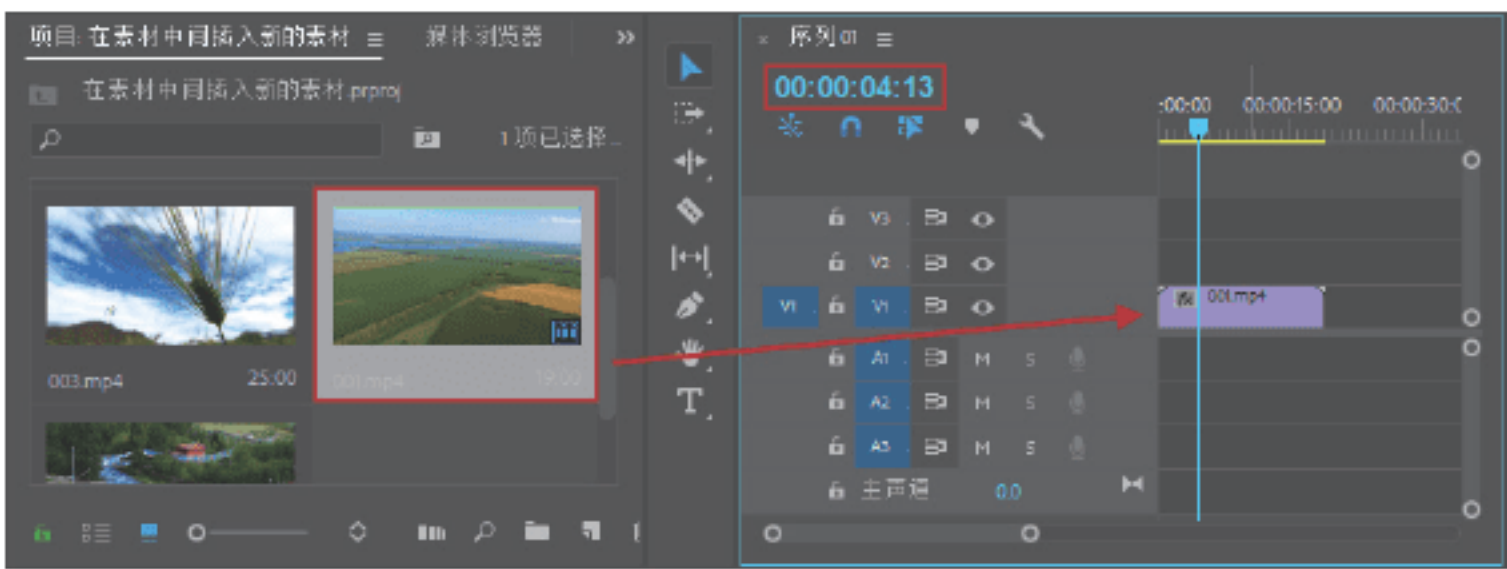 项目: 在素材中间插入新的素材
媒体浏览器
在素材中间插入新的素材.prproj
1项已选择...
003.mp4
25:00
001.mp4
19:00
T
序列 01
00:00:04:13
:00:00
00:00:15:00
00:00:30:0
V3
V2
V1
V1
001.mp4
A1
M
S
A2
M
S
A3
M
S
主声道
0.0